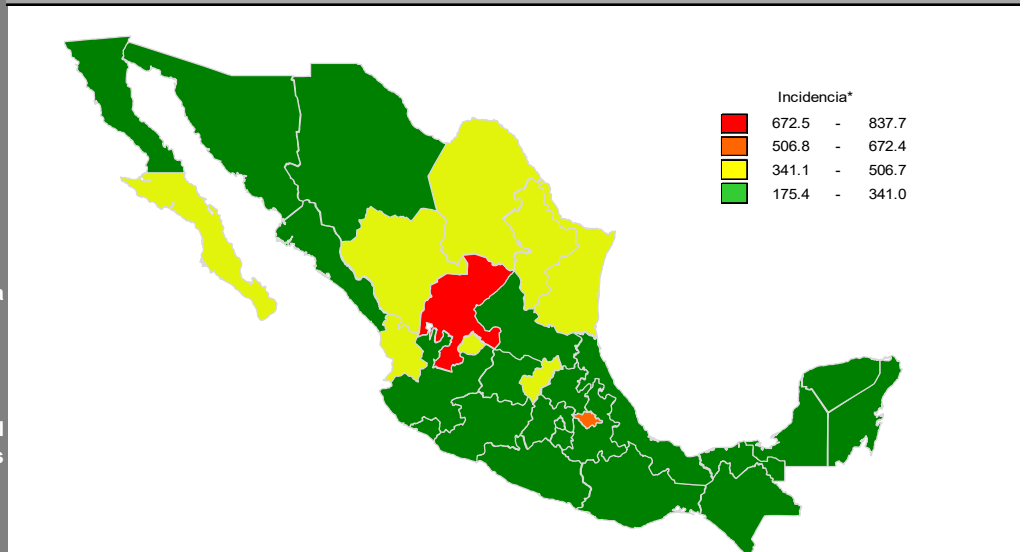 Incidencia*
672.5 - 837.7
506.8 - 672.4
341.1 - 506.7
175.4 - 341.0
a
l
s